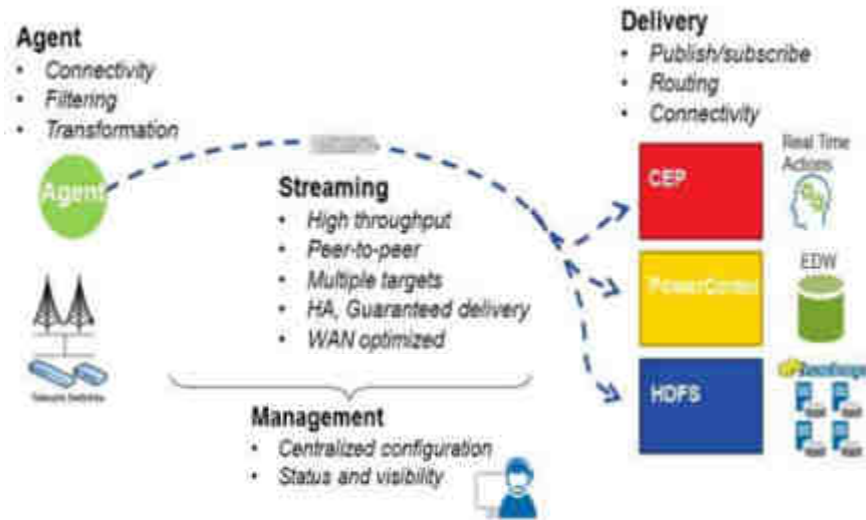 Agent
• Connectivity
• Filtering
• Transformation
Agent
Streaming
• High throughput
• Peer-to-peer
• Multiple targets
• HA, Guaranteed delivery
• WAN optimized
Management
• Centralized configuration
• Status and visibility
Delivery
• Publish/subscribe
• Routing
• Connectivity
CEP
Real Time
Actions
PowerCenter
EDW
HDFS